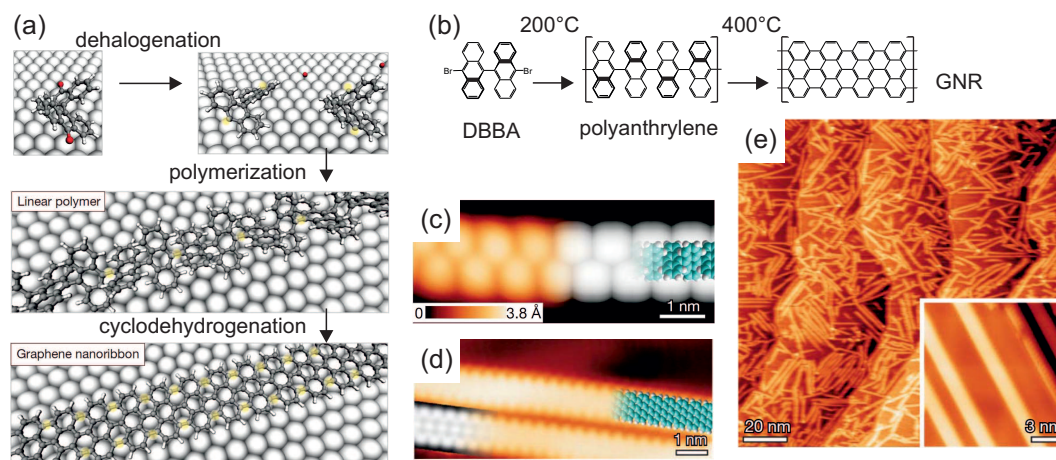 (a)
dehalogenation
polymerization
Linear polymer
cyclodehydrogenation
Graphene nanoribbon
(b)
200°C
400°C
Br
Br
DBBA
polyanthrylene
GNR
(c)
0
3.8 Å
1 nm
(d)
1 nm
(e)
20 nm
3 nm